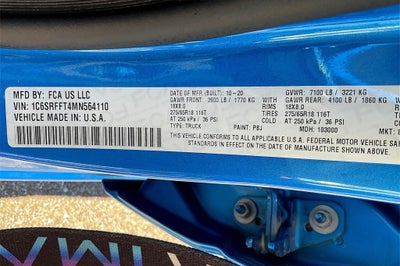 MFD BY: FCA US LLC
VIN: 1C6SRFFT4MN564110
VEHICLE MADE IN: U.S.A.
DATE OF MFR (BUILT): 10-20
GAWR FRONT: 3900 LB / 1770 KG
18X8.0
275/65R18 116T
AT 250 kPa / 36 PSI
TYPE: TRUCK
PAINT: PBJ
MDH: 103000
GVWR: 7100 LB / 3221 KG
WITH GAWR REAR: 4100 LB / 1860 KG
RIMS 18X8.0
TIRES 275/65R18 116T
COLD AT 250 kPa / 36 PSI
THIS VEHICLE CONFORMS TO ALL APPLICABLE U.S.A. FEDERAL MOTOR VEHICLE SAFE
STANDARDS IN EFFECT ON THE DATE OF MANUFACTURE SHOWN ABOVE.